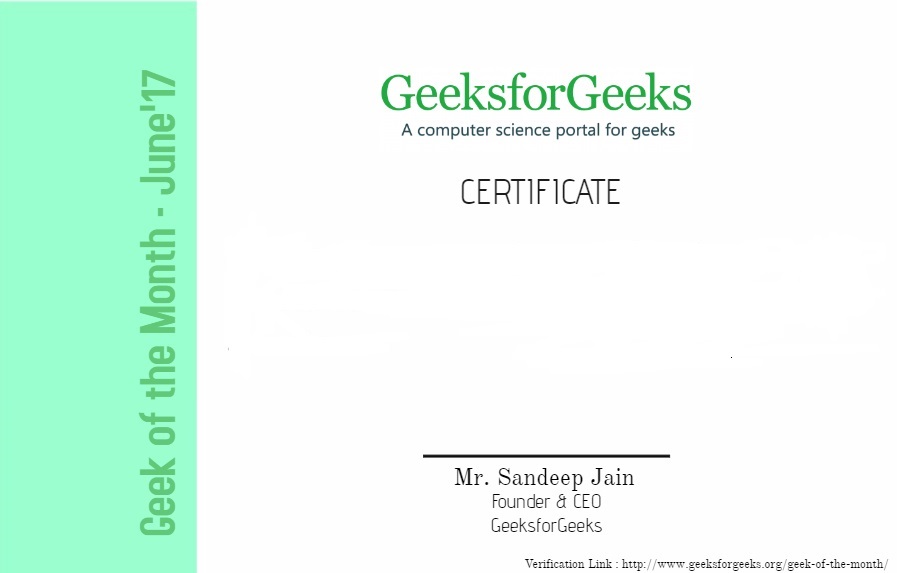 Geek of the Month - June'17
GeeksforGeeks
A computer science portal for geeks
CERTIFICATE
Mr. Sandeep Jain
Founder & CEO
GeeksforGeeks
Verification Link : http://www.geeksforgeeks.org/geek-of-the-month/